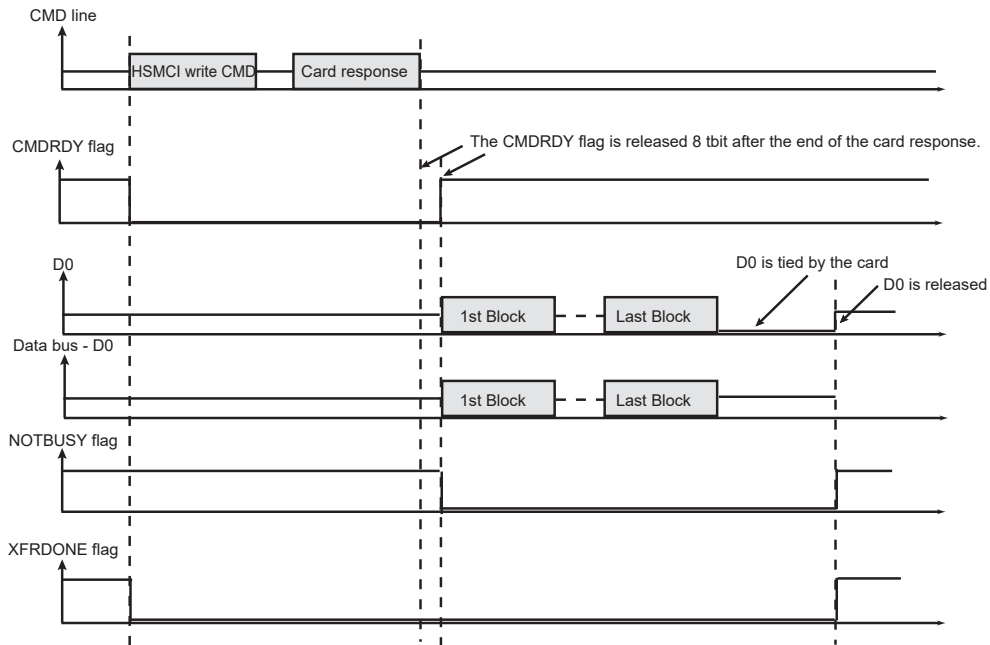 CMD line
HSMCI write CMD
Card response
CMDRDY flag
The CMDRDY flag is released 8 tbit after the end of the card response.
D0
D0 is tied by the card
D0 is released
1st Block
Last Block
Data bus - D0
1st Block
Last Block
NOTBUSY flag
XFRDONE flag